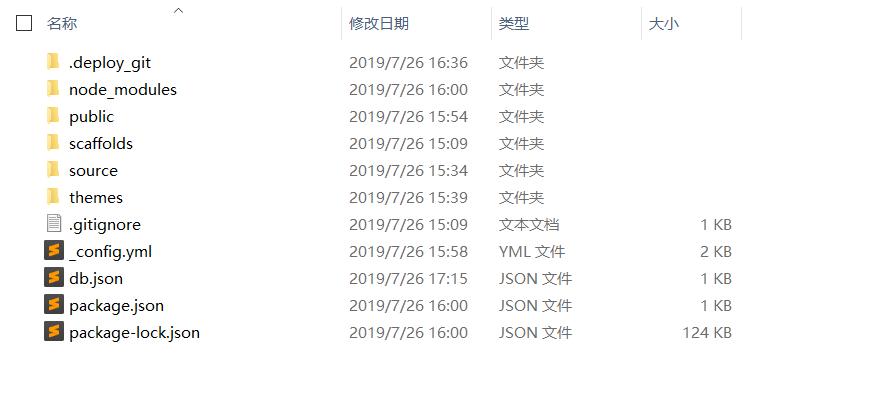 名称 修改日期 类型 大小
.deploy_git 2019/7/26 16:36 文件夹
node_modules 2019/7/26 16:00 文件夹
public 2019/7/26 15:54 文件夹
scaffolds 2019/7/26 15:09 文件夹
source 2019/7/26 15:34 文件夹
themes 2019/7/26 15:39 文件夹
.gitignore 2019/7/26 15:09 文本文档 1 KB
_config.yml 2019/7/26 15:58 YML 文件 2 KB
db.json 2019/7/26 17:15 JSON 文件 1 KB
package.json 2019/7/26 16:00 JSON 文件 1 KB
package-lock.json 2019/7/26 16:00 JSON 文件 124 KB